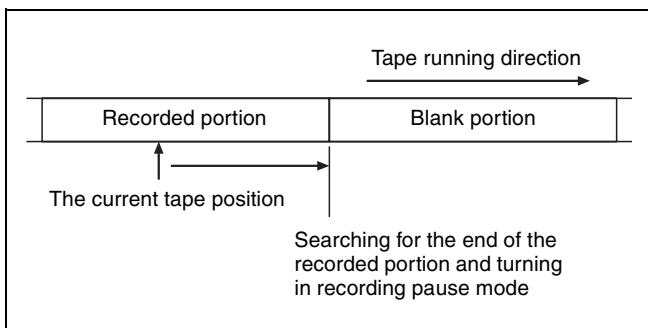 Tape running direction
Recorded portion
Blank portion
The current tape position
Searching for the end of the
recorded portion and turning
in recording pause mode